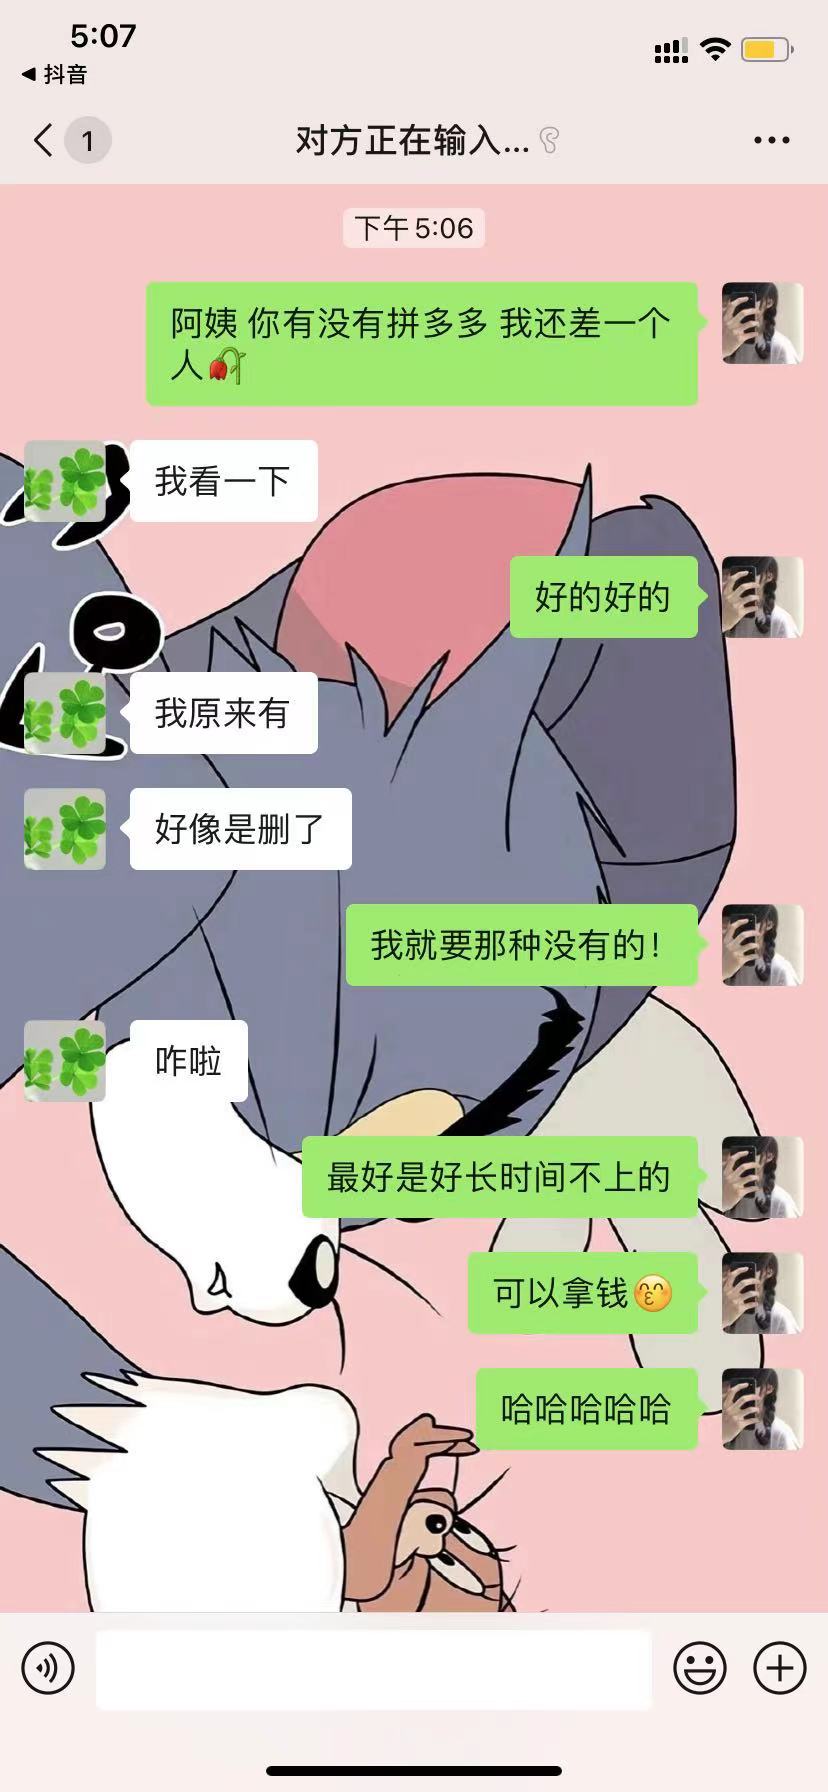 5:07
抖音
1
对方正在输入...
下午5:06
阿姨 你有没有拼多多 我还差一个
人🥀
我看一下
好的好的
我原来有
好像是删了
我就要那种没有的！
咋啦
最好是好长时间不上的
可以拿钱😙
哈哈哈哈哈